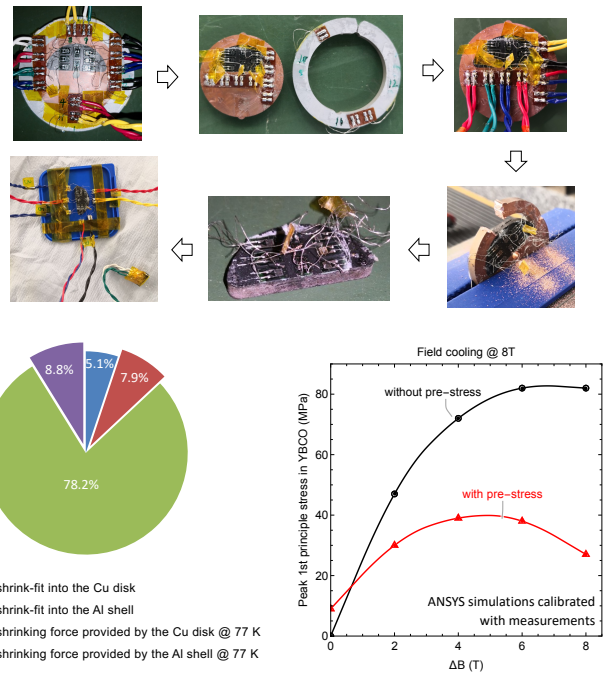 8.8%
5.1%
7.9%
78.2%
shrink-fit into the Cu disk
shrink-fit into the Al shell
shrinking force provided by the Cu disk @ 77 K
shrinking force provided by the Al shell @ 77 K
Field cooling @ 8T
Peak 1st principle stress in YBCO (MPa)
80
60
40
20
0
without pre-stress
with pre-stress
ANSYS simulations calibrated
with measurements
0 2 4 6 8
ΔB (T)